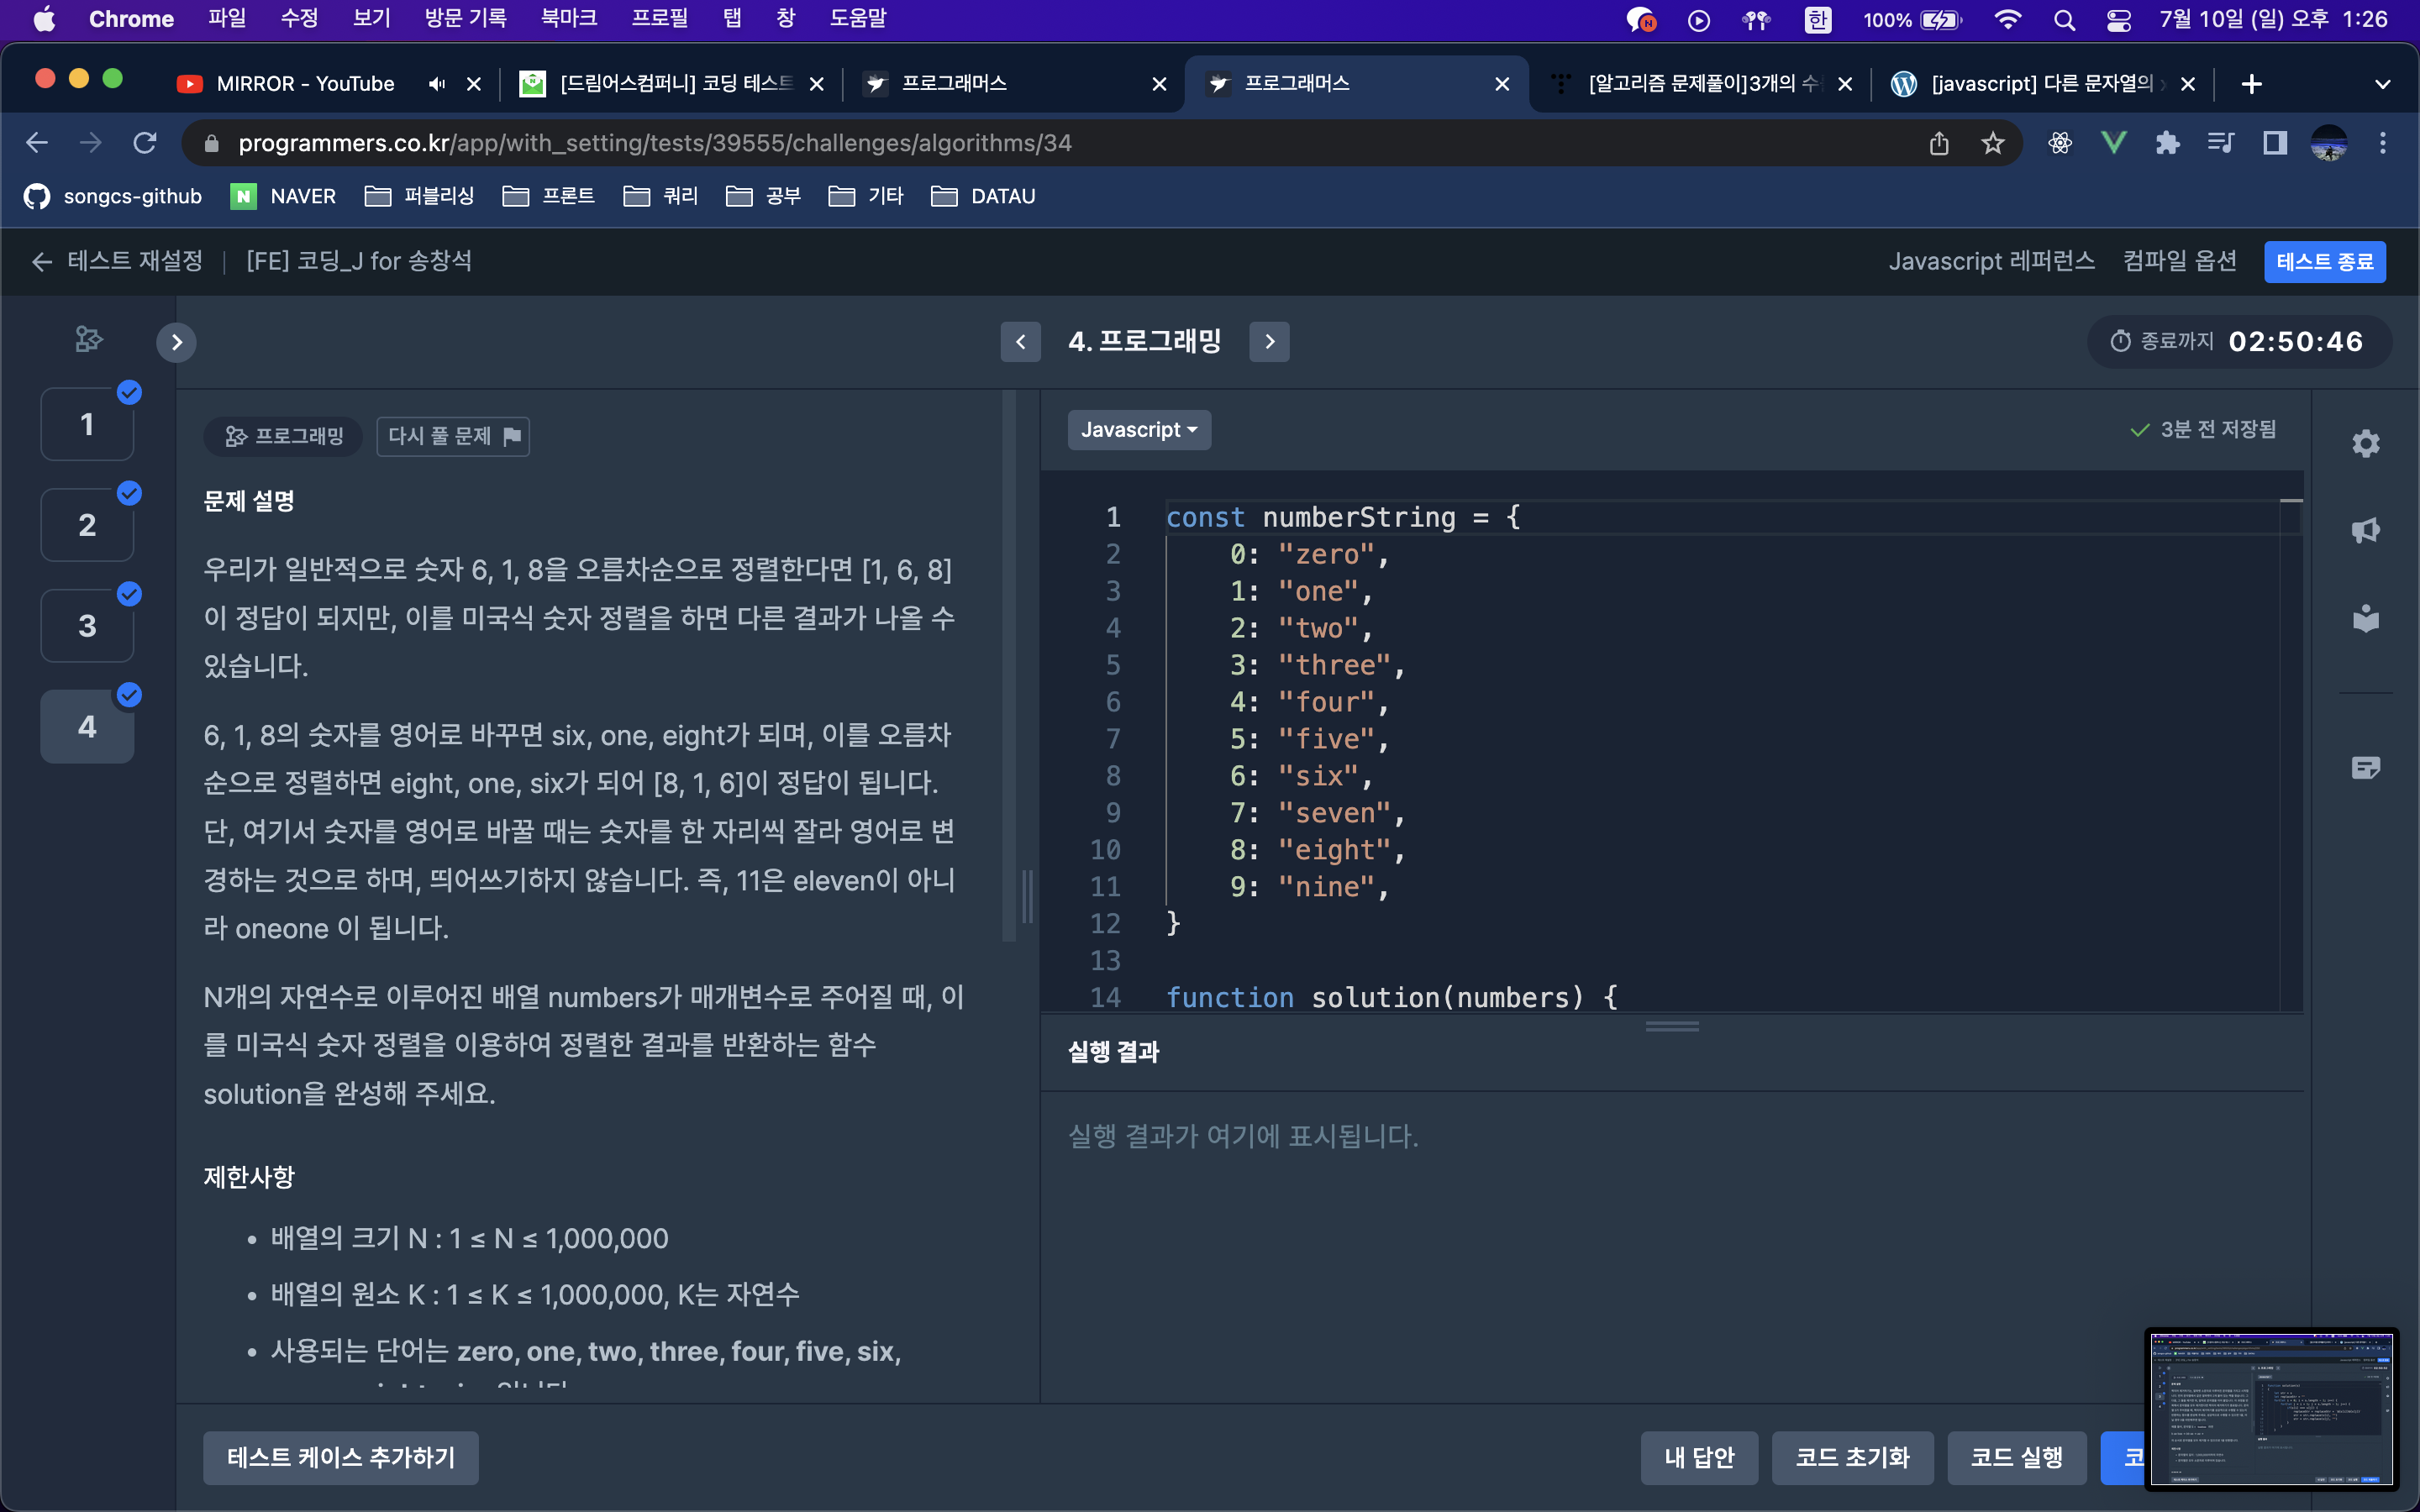 Chrome 파일 수정 보기 방문 기록 북마크 프로필 탭 창 도움말
한 100% 7월 10일 (일) 오후 1:26
MIRROR - YouTube
[드림어스컴퍼니] 코딩 테스트
프로그래머스
프로그래머스
[알고리즘 문제풀이]3개의 수
[javascript] 다른 문자열의
programmers.co.kr/app/with_setting/tests/39555/challenges/algorithms/34
songcs-github NAVER 퍼블리싱 프론트 쿼리 공부 기타 DATAU
테스트 재설정 [FE] 코딩_J for 송창석
Javascript 레퍼런스 컴파일 옵션 테스트 종료
4. 프로그래밍
종료까지 02:50:46
1
2
3
4
프로그래밍 다시 풀 문제
문제 설명
우리가 일반적으로 숫자 6, 1, 8을 오름차순으로 정렬한다면 [1, 6, 8]
이 정답이 되지만, 이를 미국식 숫자 정렬을 하면 다른 결과가 나올 수
있습니다.
6, 1, 8의 숫자를 영어로 바꾸면 six, one, eight가 되며, 이를 오름차
순으로 정렬하면 eight, one, six가 되어 [8, 1, 6]이 정답이 됩니다.
단, 여기서 숫자를 영어로 바꿀 때는 숫자를 한 자리씩 잘라 영어로 변
경하는 것으로 하며, 띄어쓰기하지 않습니다. 즉, 11은 eleven이 아니
라 oneone 이 됩니다.
N개의 자연수로 이루어진 배열 numbers가 매개변수로 주어질 때, 이
를 미국식 숫자 정렬을 이용하여 정렬한 결과를 반환하는 함수
solution을 완성해 주세요.
제한사항
• 배열의 크기 N : 1 ≤ N ≤ 1,000,000
• 배열의 원소 K : 1 ≤ K ≤ 1,000,000, K는 자연수
• 사용되는 단어는 zero, one, two, three, four, five, six,
테스트 케이스 추가하기
Javascript
3분 전 저장됨
1 const numberString = {
2 0: "zero",
3 1: "one",
4 2: "two",
5 3: "three",
6 4: "four",
7 5: "five",
8 6: "six",
9 7: "seven",
10 8: "eight",
11 9: "nine",
12 }
13
14 function solution(numbers) {
실행 결과
실행 결과가 여기에 표시됩니다.
내 답안 코드 초기화 코드 실행 코